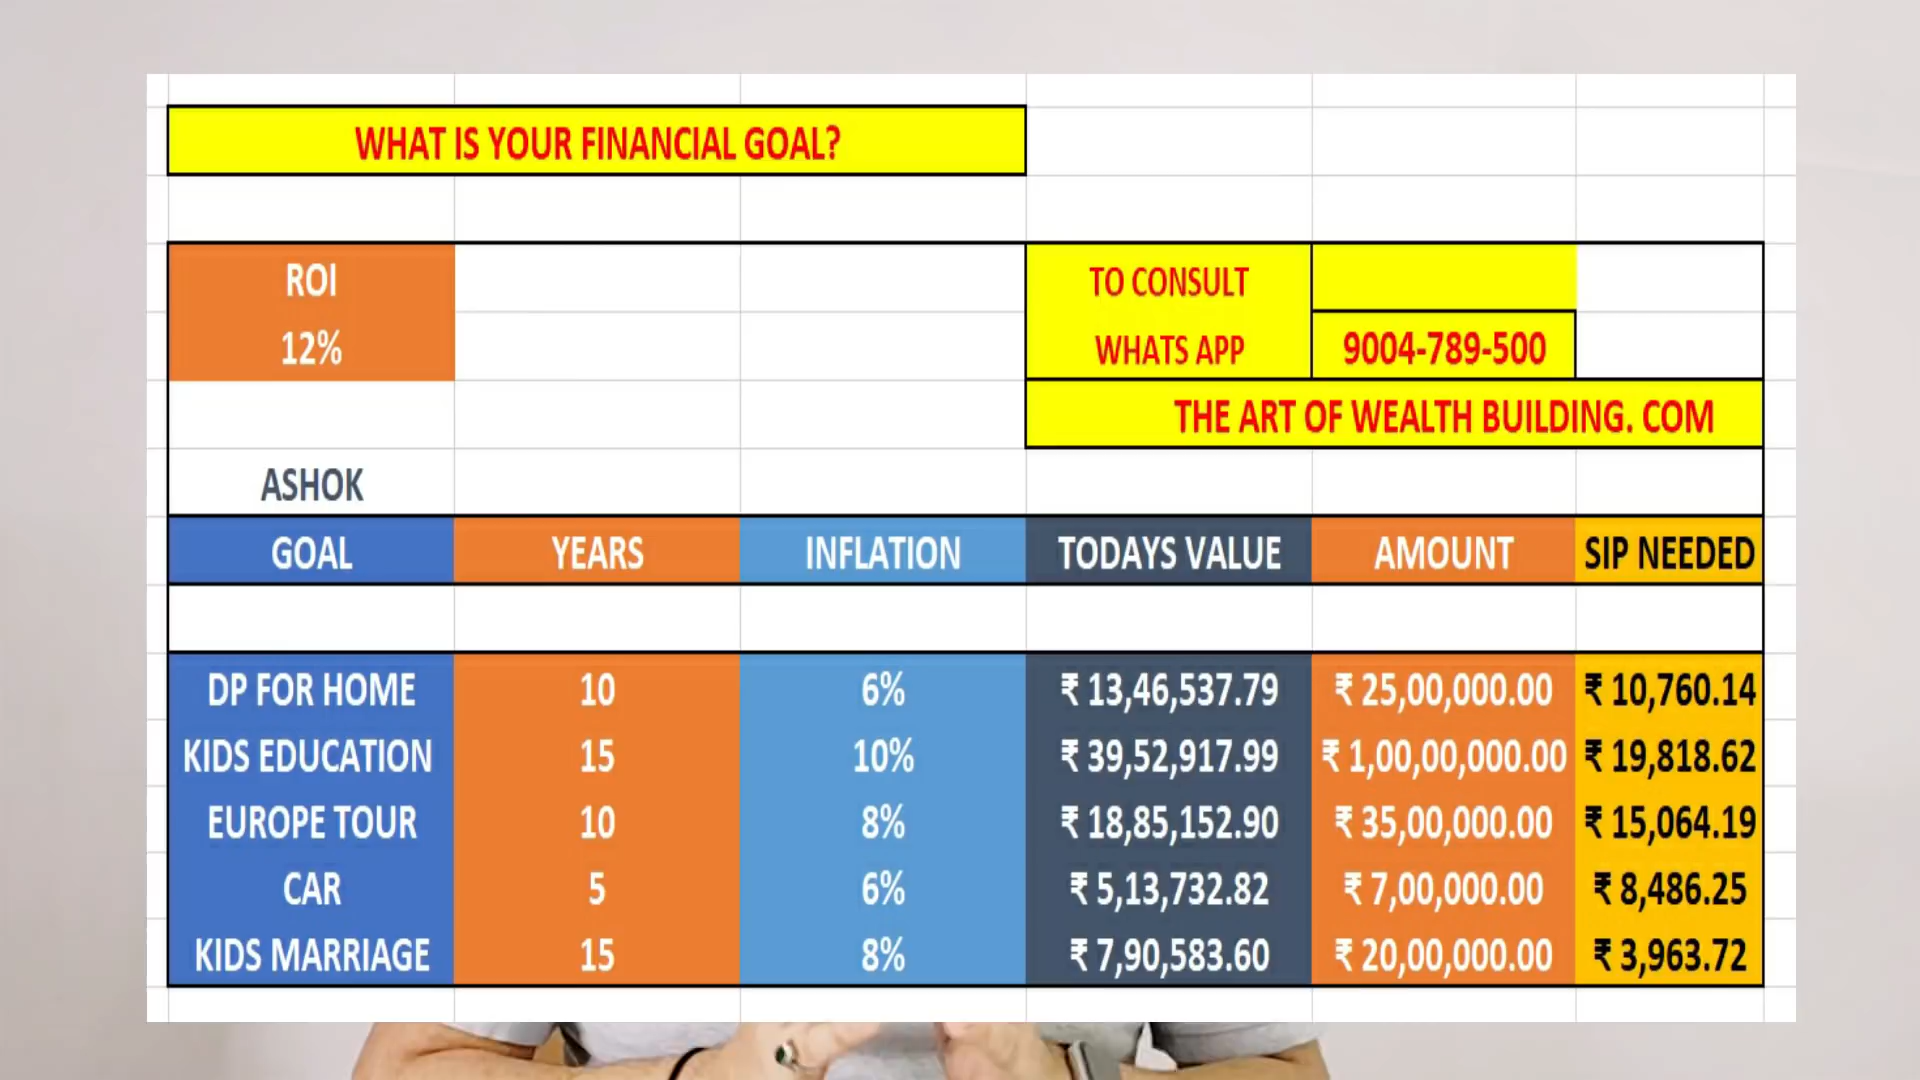 WHAT IS YOUR FINANCIAL GOAL?
ROI
TO CONSULT
12%
WHATS APP 9004-789-500
THE ART OF WEALTH BUILDING. COM
ASHOK
GOAL YEARS INFLATION TODAYS VALUE AMOUNT SIP NEEDED
DP FOR HOME 10 6% ₹ 13,46,537.79 ₹ 25,00,000.00 ₹ 10,760.14
KIDS EDUCATION 15 10% ₹ 39,52,917.99 ₹ 1,00,00,000.00 ₹ 19,818.62
EUROPE TOUR 10 8% ₹ 18,85,152.90 ₹ 35,00,000.00 ₹ 15,064.19
CAR 5 6% ₹ 5,13,732.82 ₹ 7,00,000.00 ₹ 8,486.25
KIDS MARRIAGE 15 8% ₹ 7,90,583.60 ₹ 20,00,000.00 ₹ 3,963.72